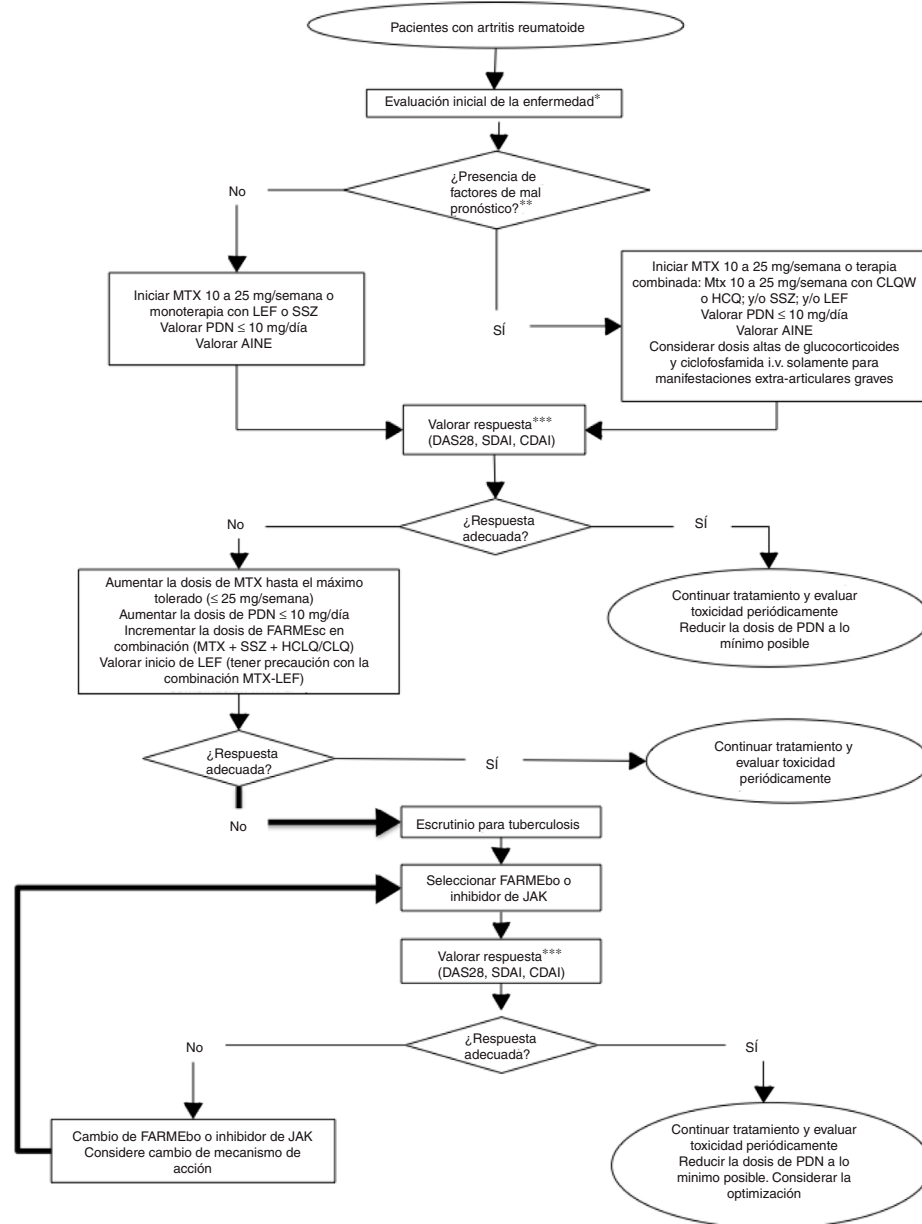 Pacientes con artritis reumatoide
Evaluación inicial de la enfermedad*
¿Presencia de
factores de mal
pronóstico?**
No
SÍ
Iniciar MTX 10 a 25 mg/semana o
monoterapia con LEF o SSZ
Valorar PDN ≤ 10 mg/día
Valorar AINE
Iniciar MTX 10 a 25 mg/semana o terapia
combinada: Mtx 10 a 25 mg/semana con CLQW
o HCQ; y/o SSZ; y/o LEF
Valorar PDN ≤ 10 mg/día
Valorar AINE
Considerar dosis altas de glucocorticoides
y ciclofosfamida i.v. solamente para
manifestaciones extra-articulares graves
Valorar respuesta***
(DAS28, SDAI, CDAI)
¿Respuesta
adecuada?
No
SÍ
Aumentar la dosis de MTX hasta el máximo
tolerado (≤ 25 mg/semana)
Aumentar la dosis de PDN ≤ 10 mg/día
Incrementar la dosis de FARMEsc en
combinación (MTX + SSZ + HCLQ/CLQ)
Valorar inicio de LEF (tener precaución con la
combinación MTX-LEF)
Continuar tratamiento y evaluar
toxicidad periódicamente
Reducir la dosis de PDN a lo
mínimo posible
¿Respuesta
adecuada?
SÍ
Continuar tratamiento y
evaluar toxicidad
periódicamente
No
Escrutinio para tuberculosis
Seleccionar FARMEbo o
inhibidor de JAK
Valorar respuesta***
(DAS28, SDAI, CDAI)
¿Respuesta
adecuada?
No
SÍ
Cambio de FARMEbo o inhibidor de JAK
Considere cambio de mecanismo de
acción
Continuar tratamiento y evaluar
toxicidad periódicamente
Reducir la dosis de PDN a lo
minimo posible. Considerar la
optimización